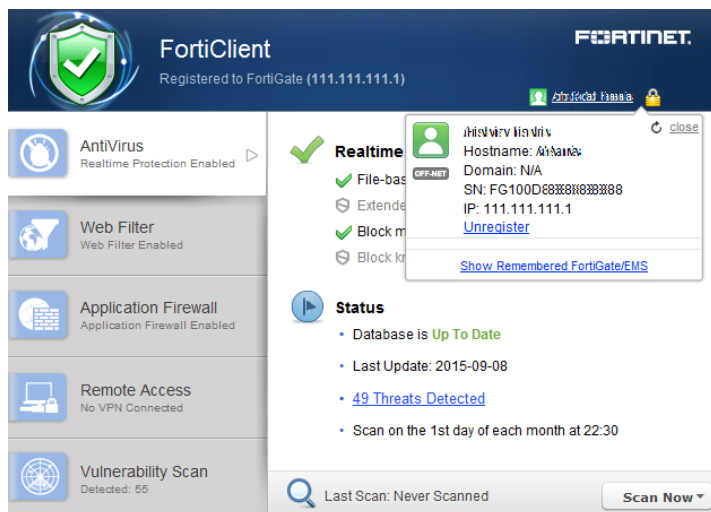 FortiClient
FORTINET.
Registered to FortiGate (111.111.111.1)
close
AntiVirus
Realtime Protection Enabled
Realtime
Hostname:
OFF-NET
Domain: N/A
File-bas
SN:
Extende
IP: 111.111.111.1
Unregister
Block m
Block kr
Show Remembered FortiGate/EMS
Web Filter
Web Filter Enabled
Application Firewall
Application Firewall Enabled
Status
Database is Up To Date
Last Update: 2015-09-08
49 Threats Detected
Scan on the 1st day of each month at 22:30
Remote Access
No VPN Connected
Vulnerability Scan
Detected: 55
Last Scan: Never Scanned
Scan Now